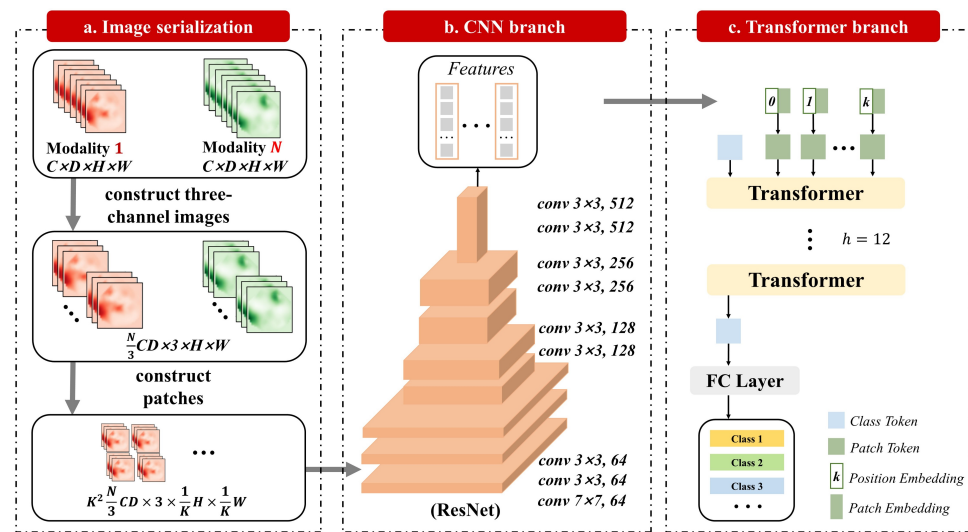 a. Image serialization
Modality 1
C×D×H×W
Modality N
C×D×H×W
construct three-
channel images
N/3 CD×3×H×W
construct
patches
K² N/3 CD × 3 × 1/K H × 1/K W
b. CNN branch
Features
conv 3×3, 512
conv 3×3, 512
conv 3×3, 256
conv 3×3, 256
conv 3×3, 128
conv 3×3, 128
conv 3×3, 64
conv 3×3, 64
conv 7×7, 64
(ResNet)
c. Transformer branch
0 1 k
Transformer
h = 12
Transformer
FC Layer
Class 1
Class 2
Class 3
Class Token
Patch Token
k Position Embedding
Patch Embedding